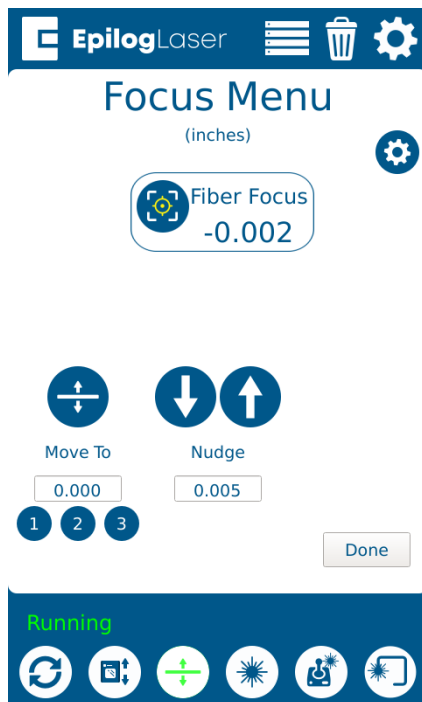 EpilogLaser
Focus Menu
(inches)
Fiber Focus
-0.002
Move To Nudge
0.000 0.005
1 2 3
Done
Running